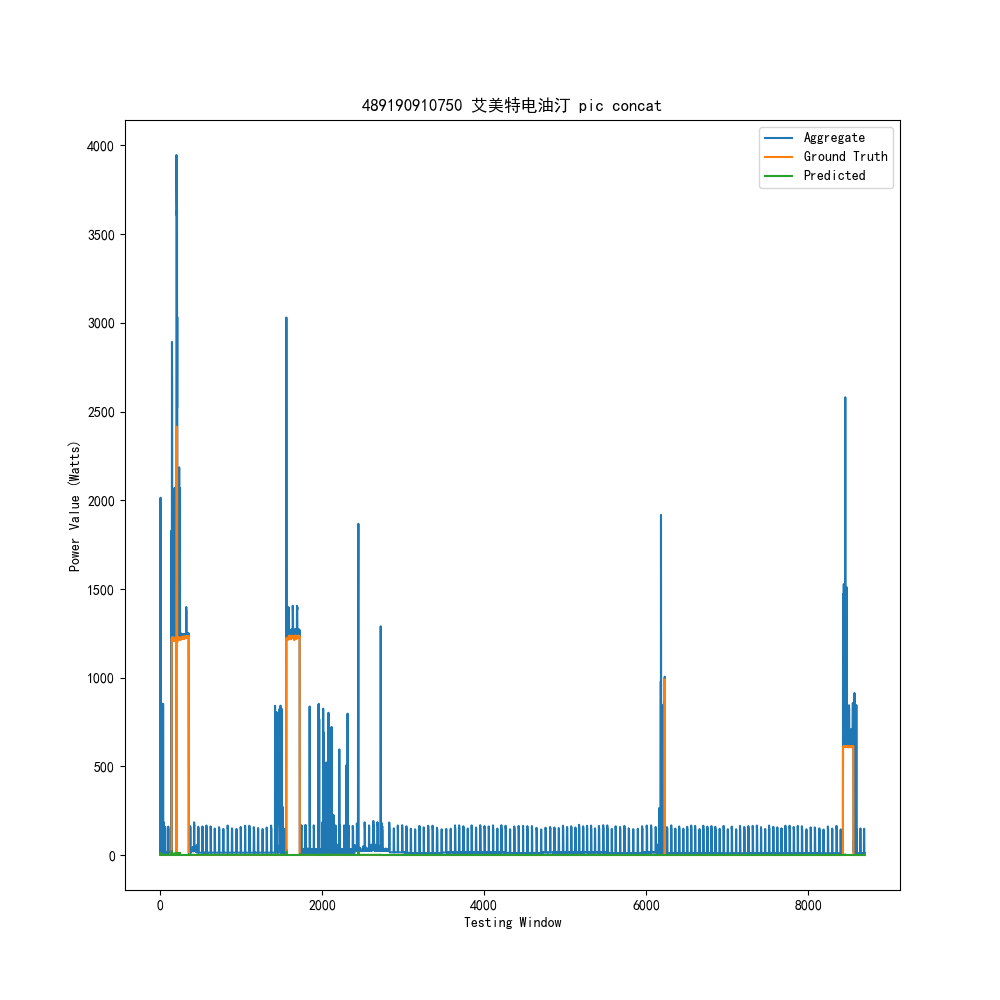 489190910750 艾美特电油汀 pic concat
Aggregate
Ground Truth
Predicted
Power Value (Watts)
4000
3500
3000
2500
2000
1500
1000
500
0
0 2000 4000 6000 8000
Testing Window